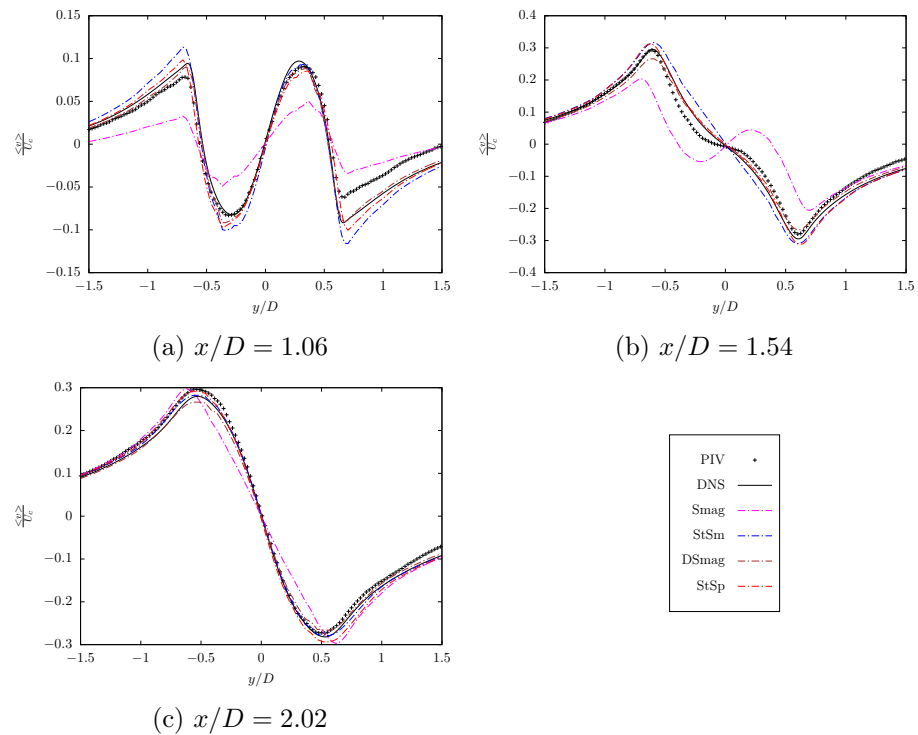 0.15
0.1
0.05
0
−0.05
−0.1
−0.15
<v>
U_c
−1.5 −1 −0.5 0 0.5 1 1.5
y/D
(a) x/D = 1.06
0.4
0.3
0.2
0.1
0
−0.1
−0.2
−0.3
−0.4
<v>
U_c
−1.5 −1 −0.5 0 0.5 1 1.5
y/D
(b) x/D = 1.54
0.3
0.2
0.1
0
−0.1
−0.2
−0.3
<v>
U_c
−1.5 −1 −0.5 0 0.5 1 1.5
y/D
(c) x/D = 2.02
PIV
DNS
Smag
StSm
DSmag
StSp